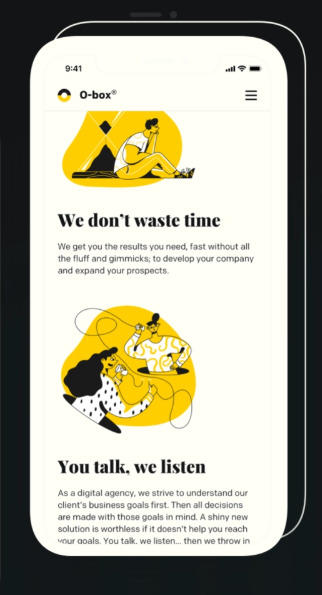 9:41
O-box®
We don't waste time
We get you the results you need, fast without all
the fluff and gimmicks; to develop your company
and expand your prospects.
You talk, we listen
As a digital agency, we strive to understand our
client's business goals first. Then all decisions
are made with those goals in mind. A shiny new
solution is worthless if it doesn't help you reach
your goals. You talk, we listen... then we throw in